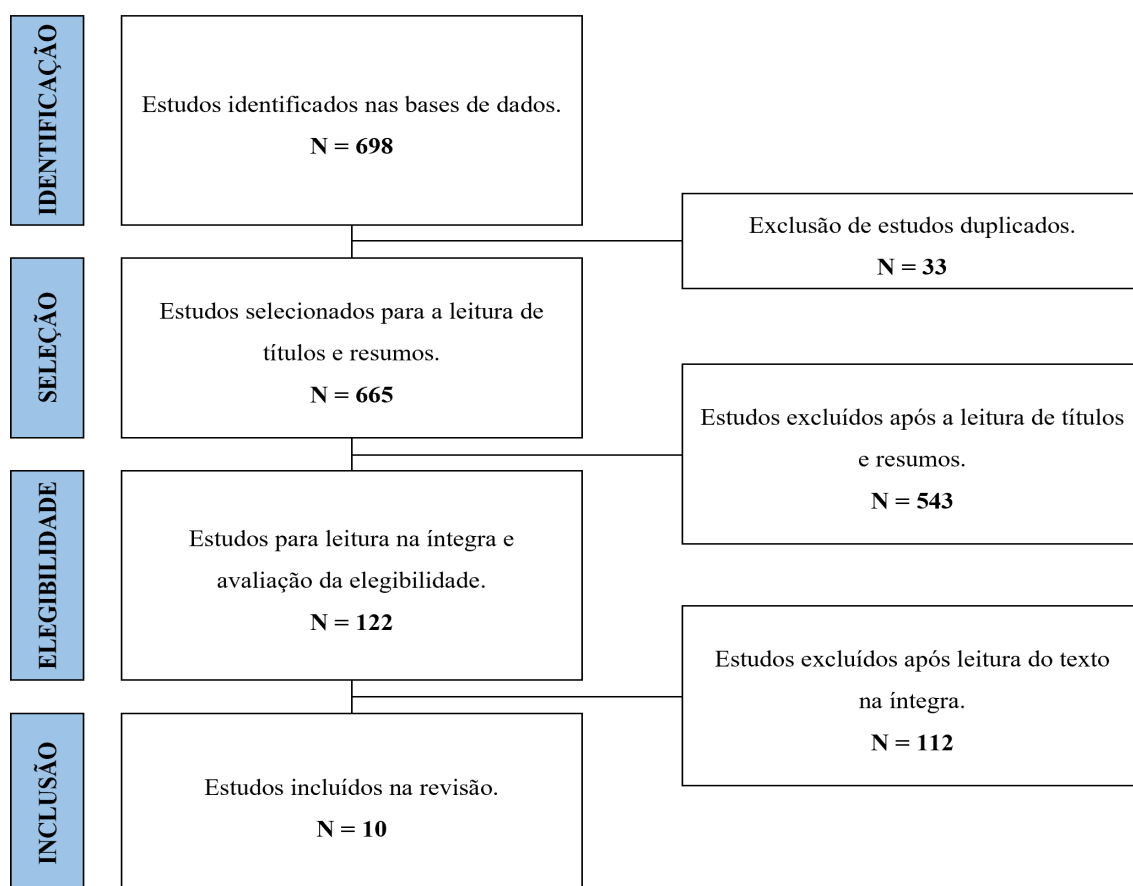 IDENTIFICAÇÃO
Estudos identificados nas bases de dados.
N = 698
Exclusão de estudos duplicados.
N = 33
SELEÇÃO
Estudos selecionados para a leitura de
títulos e resumos.
N = 665
Estudos excluídos após a leitura de títulos
e resumos.
N = 543
ELEGIBILIDADE
Estudos para leitura na íntegra e
avaliação da elegibilidade.
N = 122
Estudos excluídos após leitura do texto
na íntegra.
N = 112
INCLUSÃO
Estudos incluídos na revisão.
N = 10